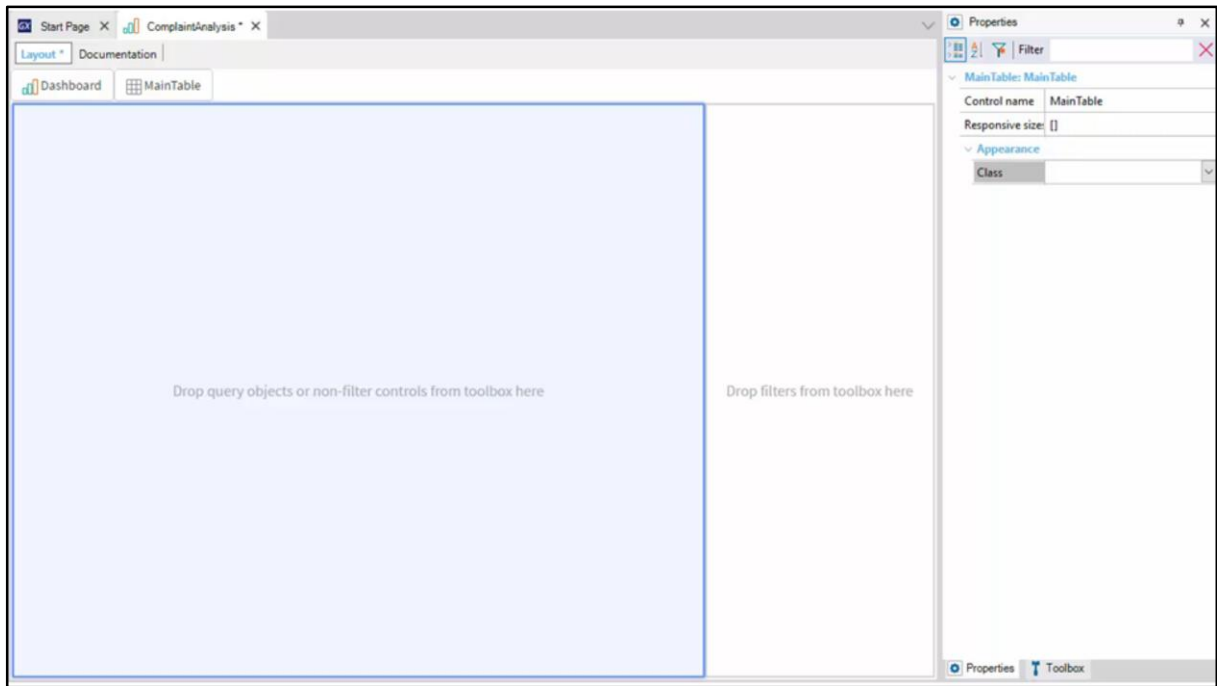 GX Start Page X ComplaintAnalysis * X
Layout * Documentation
Dashboard MainTable
Drop query objects or non-filter controls from toolbox here
Drop filters from toolbox here
Properties
A Z Filter
MainTable: MainTable
Control name MainTable
Responsive size: []
Appearance
Class
Properties Toolbox